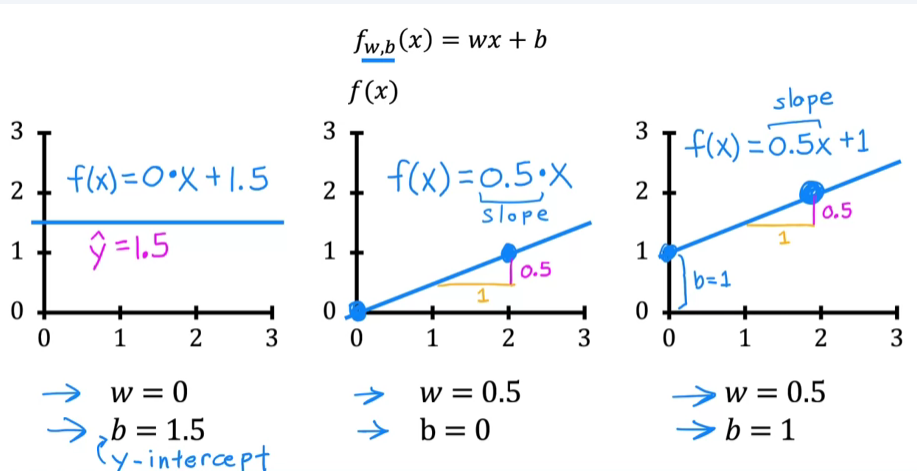 f_{w,b}(x) = wx + b
f(x)
3
2
1
0
f(x)=0•x+1.5
ŷ=1.5
0 1 2 3
→ w = 0
→ b = 1.5
y-intercept
3
2
1
0
f(x)=0.5•x
slope
0.5
1
0 1 2 3
→ w = 0.5
→ b = 0
3
2
1
0
slope
f(x)=0.5x+1
0.5
1
b=1
0 1 2 3
→ w = 0.5
→ b = 1